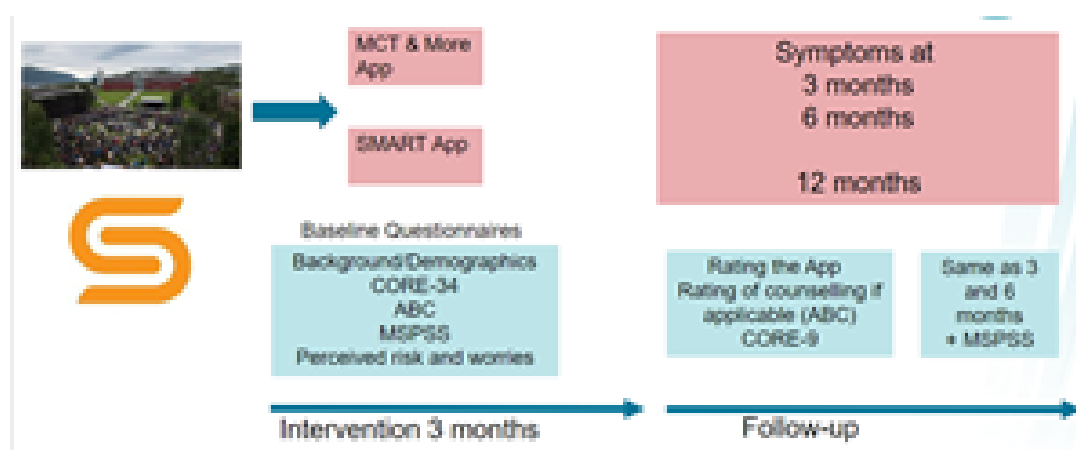 MCT & More
App
SMART App
Symptoms at
3 months
6 months
12 months
Baseline Questionnaires
Background Demographics
CORE-34
ABC
MSPSS
Perceived risk and worries
Rating the App
Rating of counselling if
applicable (ABC)
CORE-9
Same as 3
and 6
months
+ MSPSS
Intervention 3 months
Follow-up